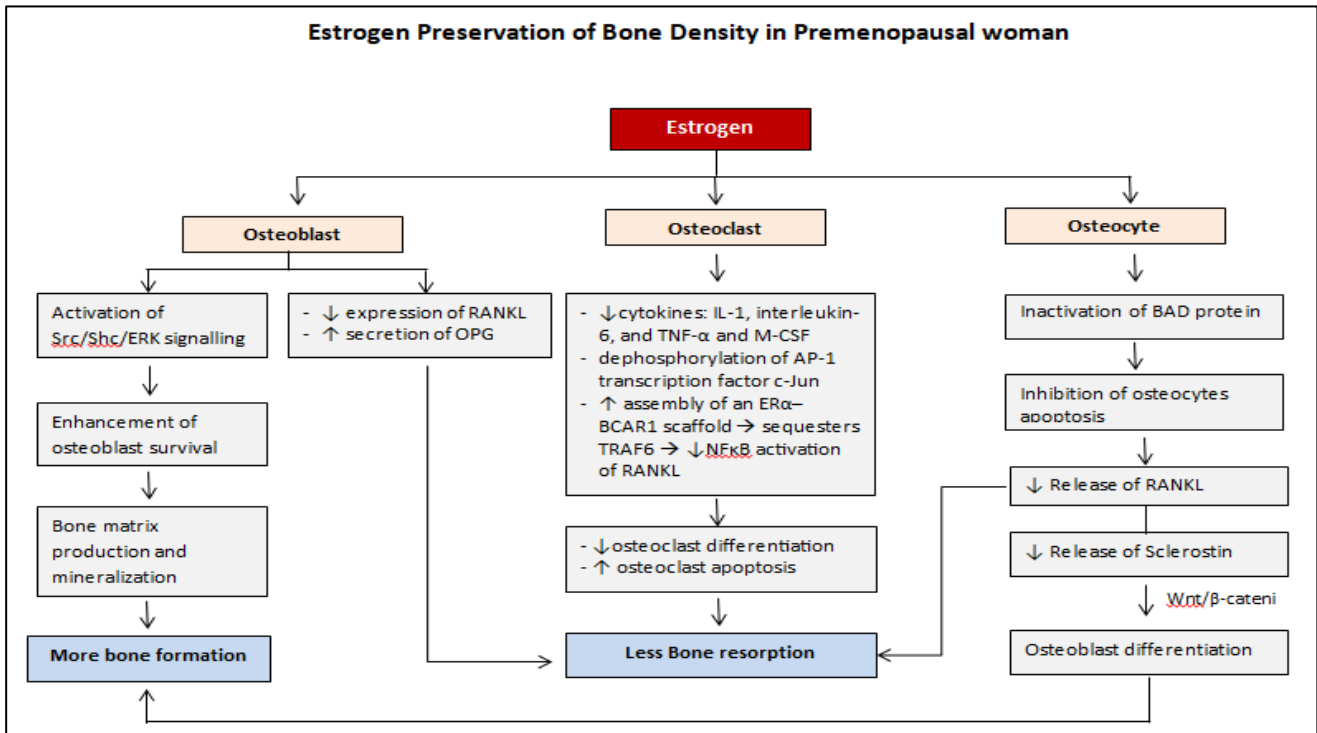 Estrogen Preservation of Bone Density in Premenopausal woman
Estrogen
Osteoblast
Osteoclast
Osteocyte
Activation of
Src/Shc/ERK signalling
- ↓ expression of RANKL
- ↑ secretion of OPG
- ↓cytokines: IL-1, interleukin-
6, and TNF-α and M-CSF
- dephosphorylation of AP-1
transcription factor c-Jun
- ↑ assembly of an ERα–
BCAR1 scaffold → sequesters
TRAF6 → ↓NFκB activation
of RANKL
Inactivation of BAD protein
Enhancement of
osteoblast survival
Inhibition of osteocytes
apoptosis
↓ Release of RANKL
Bone matrix
production and
mineralization
- ↓osteoclast differentiation
- ↑ osteoclast apoptosis
↓ Release of Sclerostin
Wnt/β-cateni
More bone formation
Less Bone resorption
Osteoblast differentiation